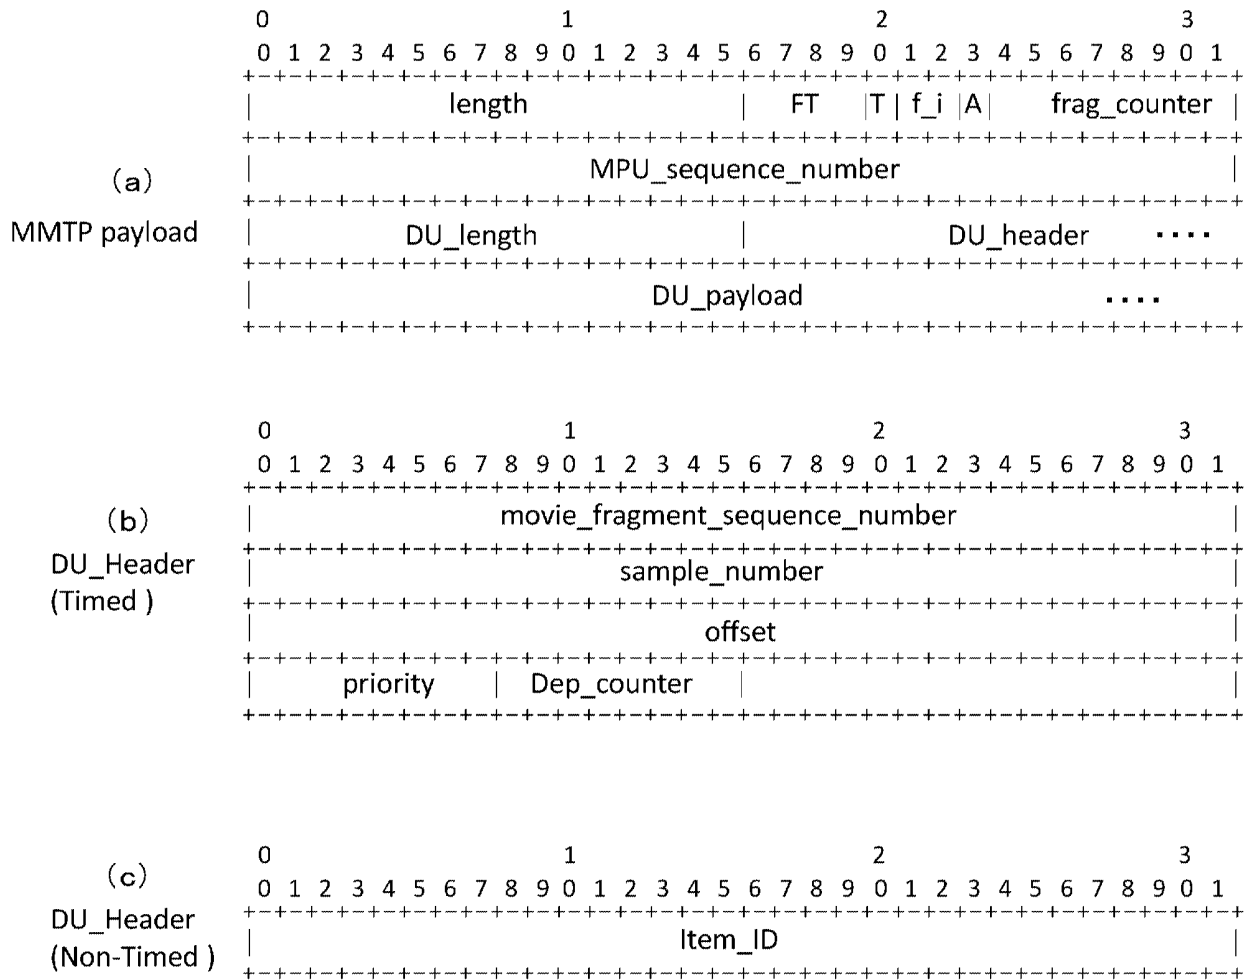 0 1 2 3
0 1 2 3 4 5 6 7 8 9 0 1 2 3 4 5 6 7 8 9 0 1 2 3 4 5 6 7 8 9 0 1
+-+-+-+-+-+-+-+-+-+-+-+-+-+-+-+-+-+-+-+-+-+-+-+-+-+-+-+-+-+-+-+-+
| length | FT |T| f_i |A| frag_counter |
+-+-+-+-+-+-+-+-+-+-+-+-+-+-+-+-+-+-+-+-+-+-+-+-+-+-+-+-+-+-+-+-+
(a)
| MPU_sequence_number |
+-+-+-+-+-+-+-+-+-+-+-+-+-+-+-+-+-+-+-+-+-+-+-+-+-+-+-+-+-+-+-+-+
MMTP payload
| DU_length | DU_header ....
+-+-+-+-+-+-+-+-+-+-+-+-+-+-+-+-+-+-+-+-+-+-+-+-+-+-+-+-+-+-+-+-+
| DU_payload ....
+-+-+-+-+-+-+-+-+-+-+-+-+-+-+-+-+-+-+-+-+-+-+-+-+-+-+-+-+-+-+-+-+
0 1 2 3
0 1 2 3 4 5 6 7 8 9 0 1 2 3 4 5 6 7 8 9 0 1 2 3 4 5 6 7 8 9 0 1
+-+-+-+-+-+-+-+-+-+-+-+-+-+-+-+-+-+-+-+-+-+-+-+-+-+-+-+-+-+-+-+-+
(b)
| movie_fragment_sequence_number |
+-+-+-+-+-+-+-+-+-+-+-+-+-+-+-+-+-+-+-+-+-+-+-+-+-+-+-+-+-+-+-+-+
DU_Header
(Timed )
| sample_number |
+-+-+-+-+-+-+-+-+-+-+-+-+-+-+-+-+-+-+-+-+-+-+-+-+-+-+-+-+-+-+-+-+
| offset |
+-+-+-+-+-+-+-+-+-+-+-+-+-+-+-+-+-+-+-+-+-+-+-+-+-+-+-+-+-+-+-+-+
| priority | Dep_counter | |
+-+-+-+-+-+-+-+-+-+-+-+-+-+-+-+-+-+-+-+-+-+-+-+-+-+-+-+-+-+-+-+-+
0 1 2 3
0 1 2 3 4 5 6 7 8 9 0 1 2 3 4 5 6 7 8 9 0 1 2 3 4 5 6 7 8 9 0 1
(c)
+-+-+-+-+-+-+-+-+-+-+-+-+-+-+-+-+-+-+-+-+-+-+-+-+-+-+-+-+-+-+-+-+
DU_Header
(Non-Timed )
| Item_ID |
+-+-+-+-+-+-+-+-+-+-+-+-+-+-+-+-+-+-+-+-+-+-+-+-+-+-+-+-+-+-+-+-+